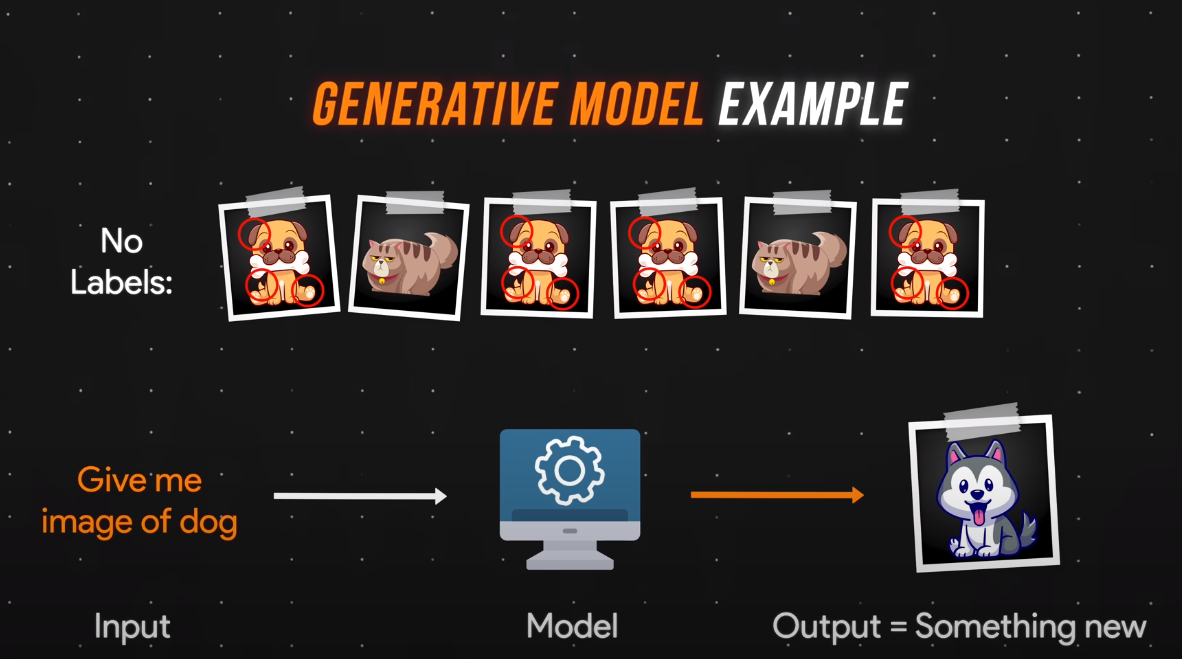 GENERATIVE MODEL EXAMPLE
No
Labels:
Give me
image of dog
Input
Model
Output = Something new